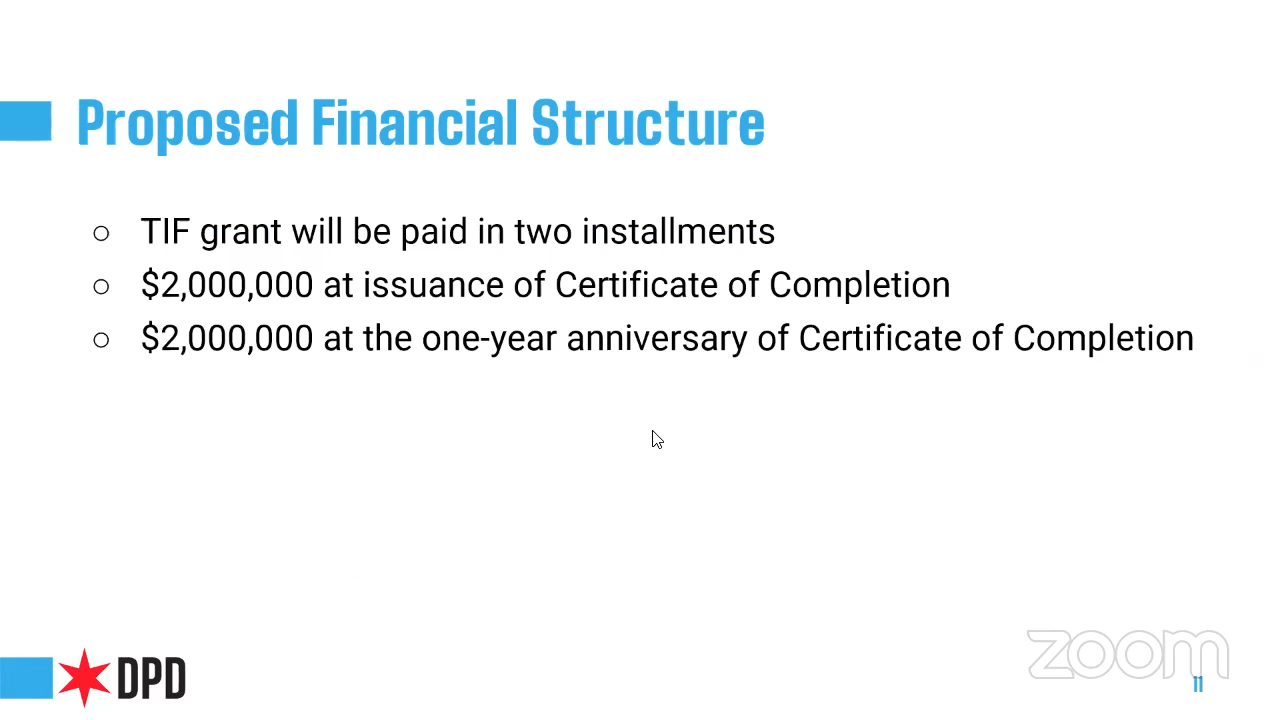 Proposed Financial Structure
○ TIF grant will be paid in two installments
○ $2,000,000 at issuance of Certificate of Completion
○ $2,000,000 at the one-year anniversary of Certificate of Completion
DPD
zoom
11